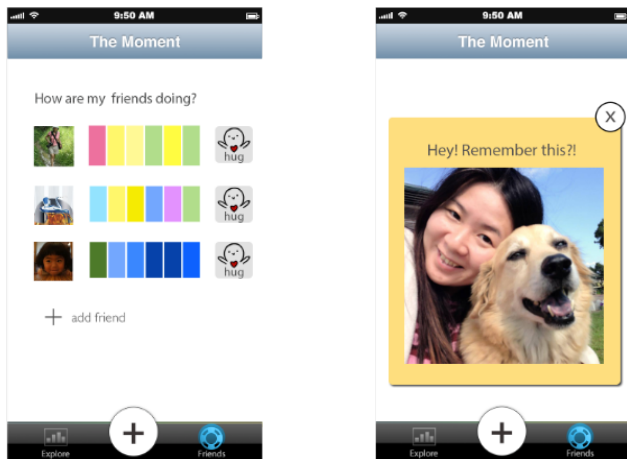 9:50 AM
The Moment
How are my friends doing?
hug
hug
hug
+ add friend
Explore
+
Friends
9:50 AM
The Moment
X
Hey! Remember this?!
Explore
+
Friends